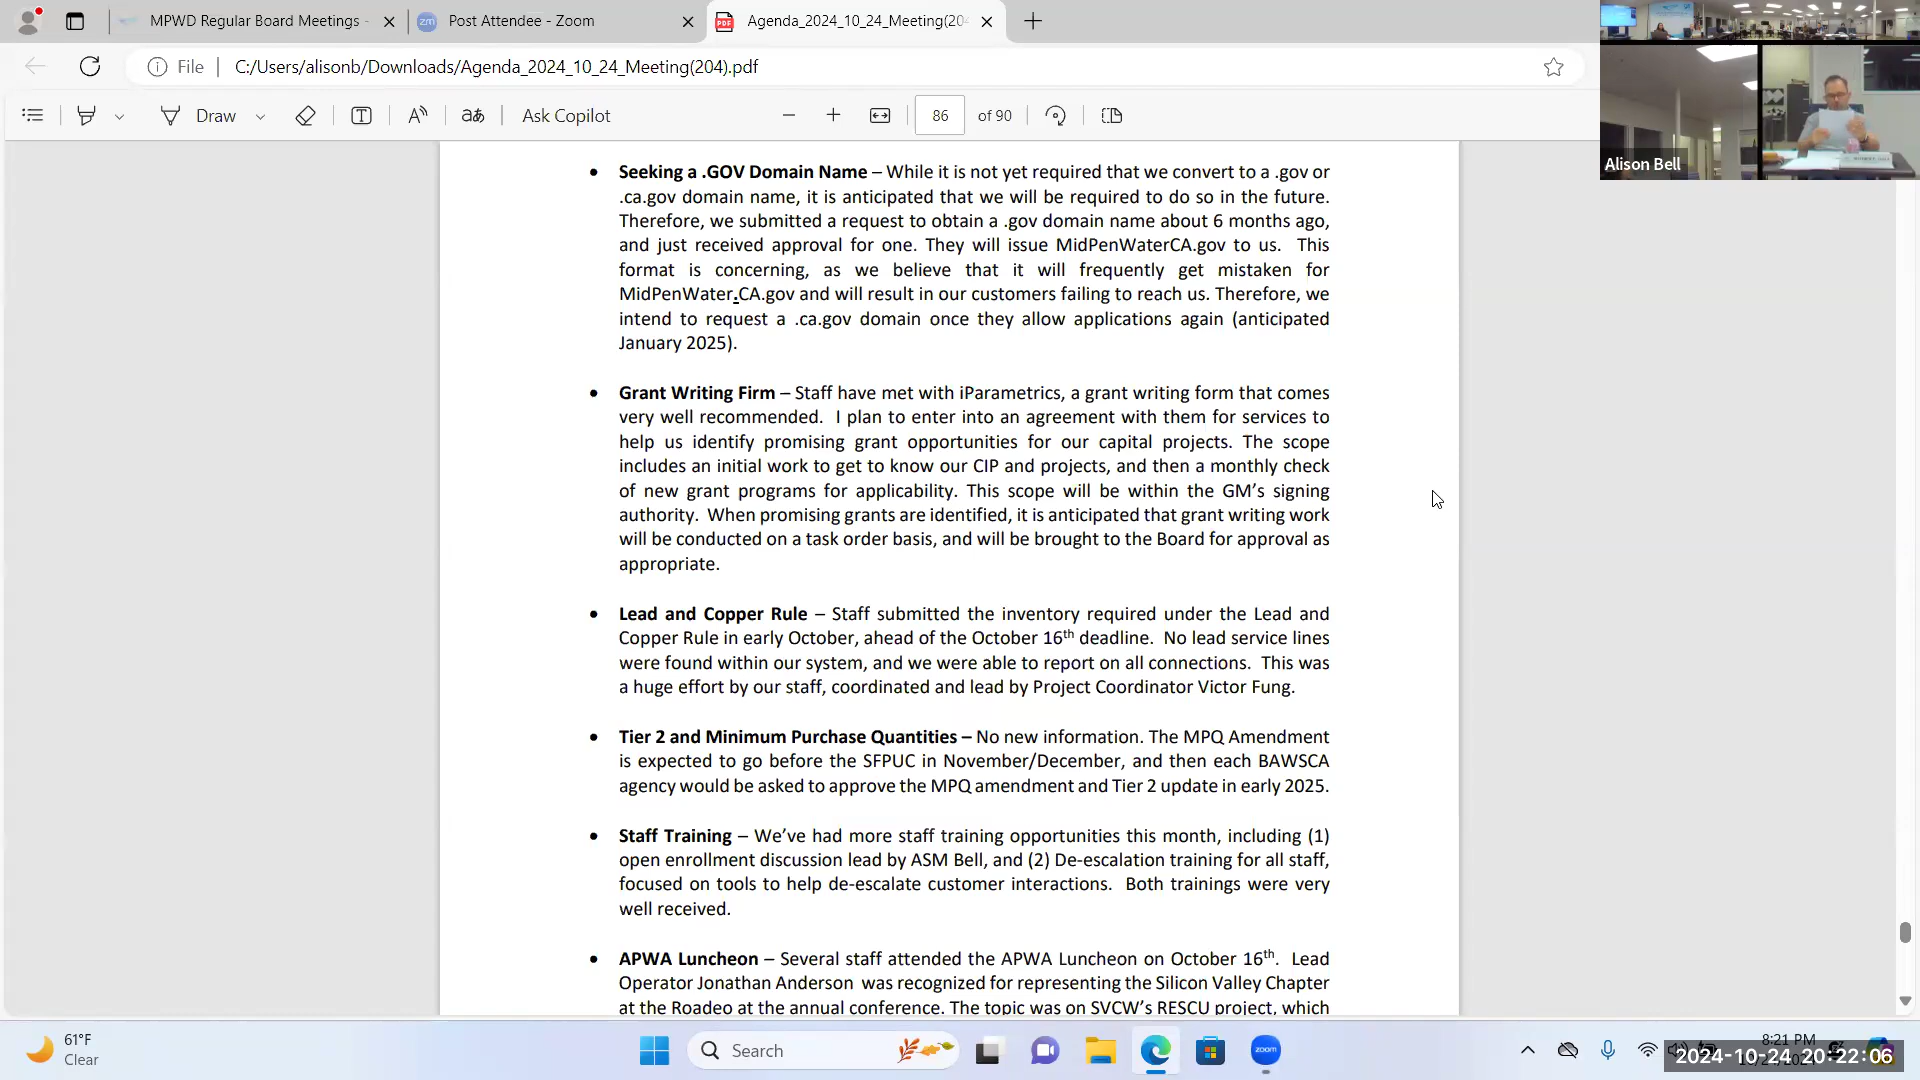 MPWD Regular Board Meetings -
Post Attendee - Zoom
Agenda_2024_10_24_Meeting(204
File
C:/Users/alisonb/Downloads/Agenda_2024_10_24_Meeting(204).pdf
Draw
Ask Copilot
86 of 90
Alison Bell
• Seeking a .GOV Domain Name – While it is not yet required that we convert to a .gov or
.ca.gov domain name, it is anticipated that we will be required to do so in the future.
Therefore, we submitted a request to obtain a .gov domain name about 6 months ago,
and just received approval for one. They will issue MidPenWaterCA.gov to us. This
format is concerning, as we believe that it will frequently get mistaken for
MidPenWater.CA.gov and will result in our customers failing to reach us. Therefore, we
intend to request a .ca.gov domain once they allow applications again (anticipated
January 2025).
• Grant Writing Firm – Staff have met with iParametrics, a grant writing form that comes
very well recommended. I plan to enter into an agreement with them for services to
help us identify promising grant opportunities for our capital projects. The scope
includes an initial work to get to know our CIP and projects, and then a monthly check
of new grant programs for applicability. This scope will be within the GM's signing
authority. When promising grants are identified, it is anticipated that grant writing work
will be conducted on a task order basis, and will be brought to the Board for approval as
appropriate.
• Lead and Copper Rule – Staff submitted the inventory required under the Lead and
Copper Rule in early October, ahead of the October 16th deadline. No lead service lines
were found within our system, and we were able to report on all connections. This was
a huge effort by our staff, coordinated and lead by Project Coordinator Victor Fung.
• Tier 2 and Minimum Purchase Quantities – No new information. The MPQ Amendment
is expected to go before the SFPUC in November/December, and then each BAWSCA
agency would be asked to approve the MPQ amendment and Tier 2 update in early 2025.
• Staff Training – We've had more staff training opportunities this month, including (1)
open enrollment discussion lead by ASM Bell, and (2) De-escalation training for all staff,
focused on tools to help de-escalate customer interactions. Both trainings were very
well received.
• APWA Luncheon – Several staff attended the APWA Luncheon on October 16th. Lead
Operator Jonathan Anderson was recognized for representing the Silicon Valley Chapter
at the Roadeo at the annual conference. The topic was on SVCW's RESCU project, which
61°F
Clear
Search
zoom
8:21 PM
2024-10-24 20:22:06